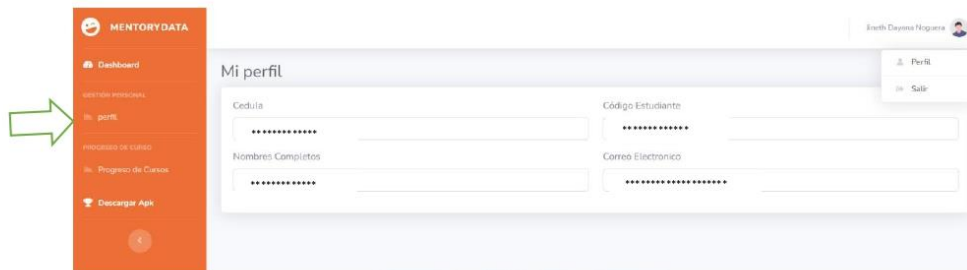 MENTORYDATA
Dayana Noguera
Dashboard
Perfil
Mi perfil
GESTIÓN PERSONAL
Salir
Cedula
Código Estudiante
perfil
*************
*************
PROGRESO DE CURSO
Nombres Completos
Correo Electronico
Progreso de Cursos
*************
********************
Descargar Apk